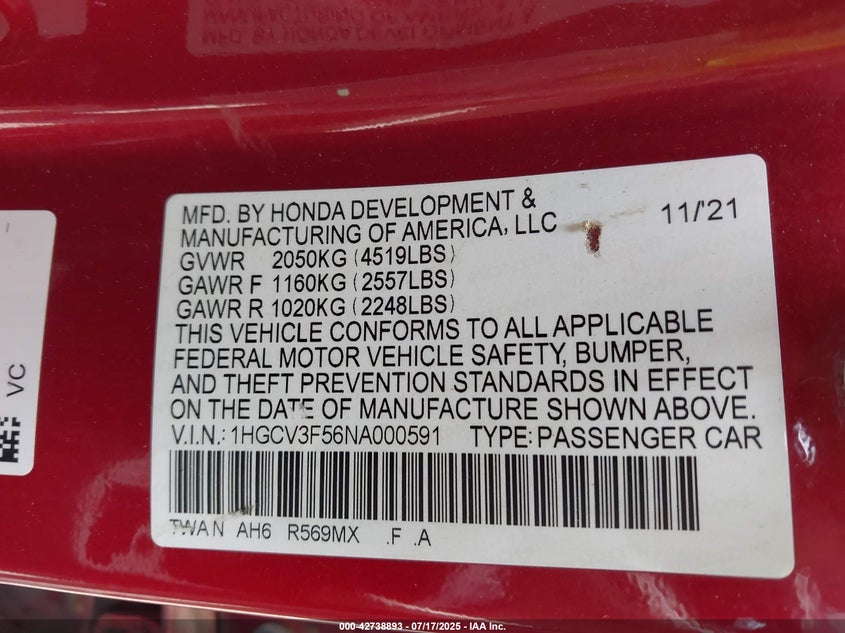 MFD. BY HONDA DEVELOPMENT &
MANUFACTURING OF AMERICA, LLC 11/'21
GVWR 2050KG (4519LBS)
GAWR F 1160KG (2557LBS)
GAWR R 1020KG (2248LBS)
THIS VEHICLE CONFORMS TO ALL APPLICABLE
FEDERAL MOTOR VEHICLE SAFETY, BUMPER,
AND THEFT PREVENTION STANDARDS IN EFFECT
ON THE DATE OF MANUFACTURE SHOWN ABOVE.
V.I.N.: 1HGCV3F56NA000591 TYPE: PASSENGER CAR
AH6 R569MX .F .A
VC
000-42738893 - 07/17/2025 - IAA Inc.